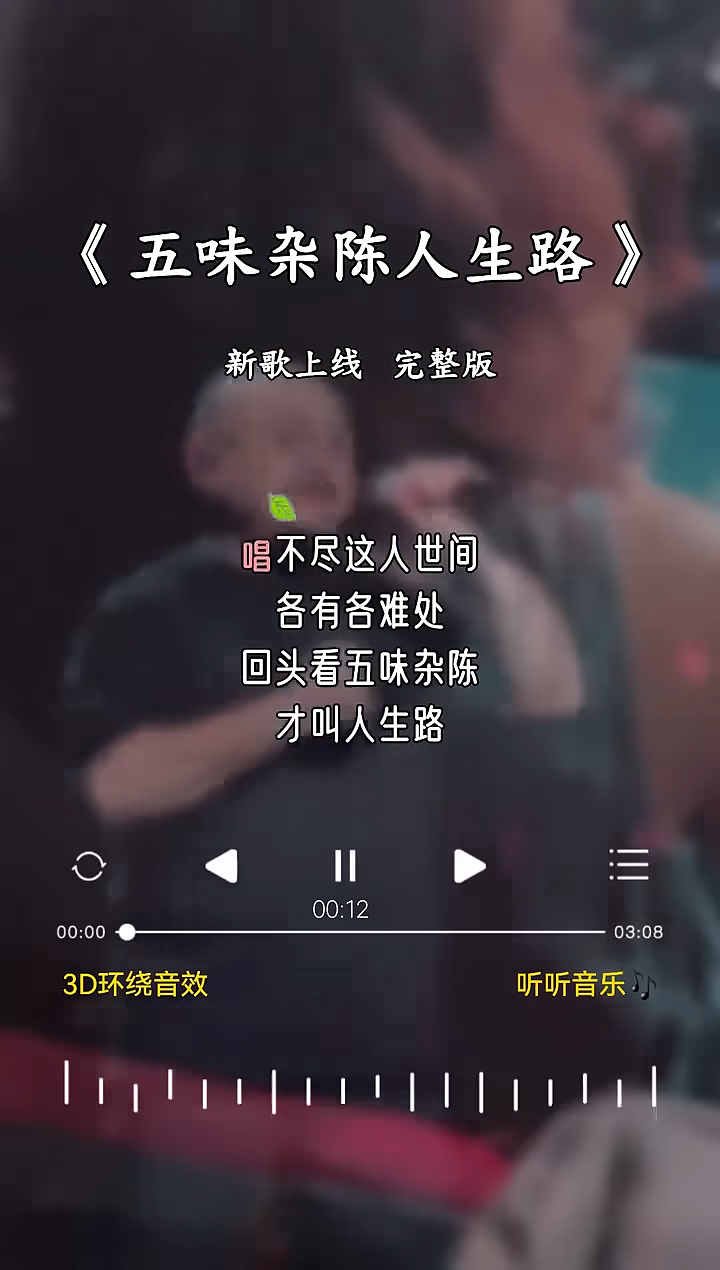 《五味杂陈人生路》
新歌上线 完整版
唱不尽这人世间
各有各难处
回头看五味杂陈
才叫人生路
00:12
00:00 03:08
3D环绕音效 听听音乐